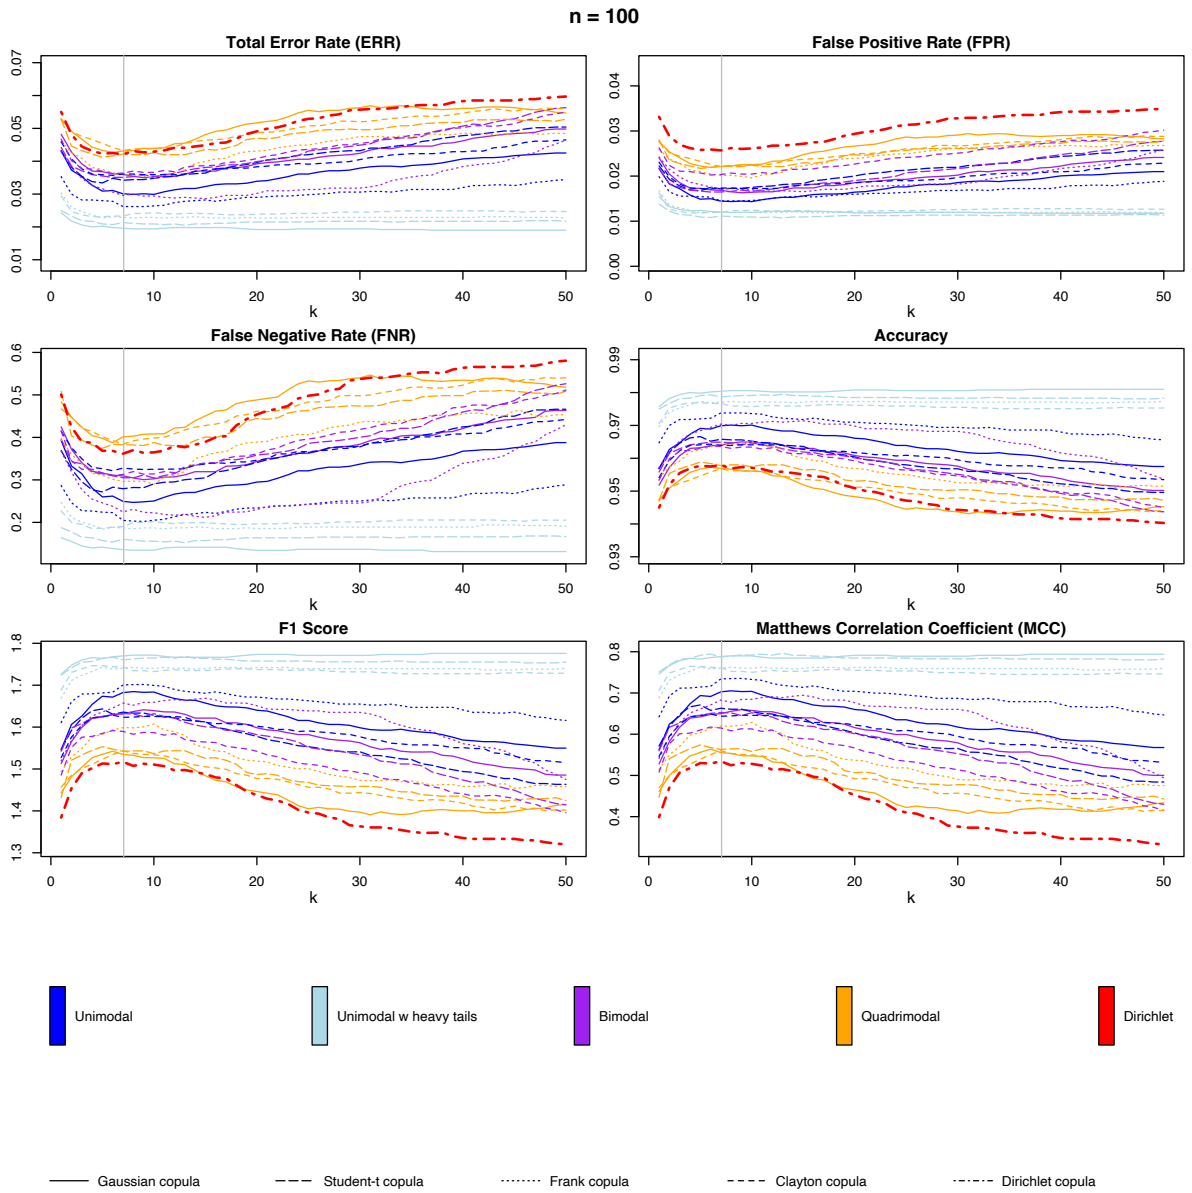 n = 100
Total Error Rate (ERR)
0.07
0.05
0.03
0.01
0 10 20 30 40 50
k
False Positive Rate (FPR)
0.04
0.03
0.02
0.01
0.00
0 10 20 30 40 50
k
False Negative Rate (FNR)
0.6
0.5
0.4
0.3
0.2
0 10 20 30 40 50
k
Accuracy
0.99
0.97
0.95
0.93
0 10 20 30 40 50
k
F1 Score
1.8
1.7
1.6
1.5
1.4
1.3
0 10 20 30 40 50
k
Matthews Correlation Coefficient (MCC)
0.8
0.7
0.6
0.5
0.4
0 10 20 30 40 50
k
Unimodal Unimodal w heavy tails Bimodal Quadrimodal Dirichlet
Gaussian copula Student-t copula Frank copula Clayton copula Dirichlet copula